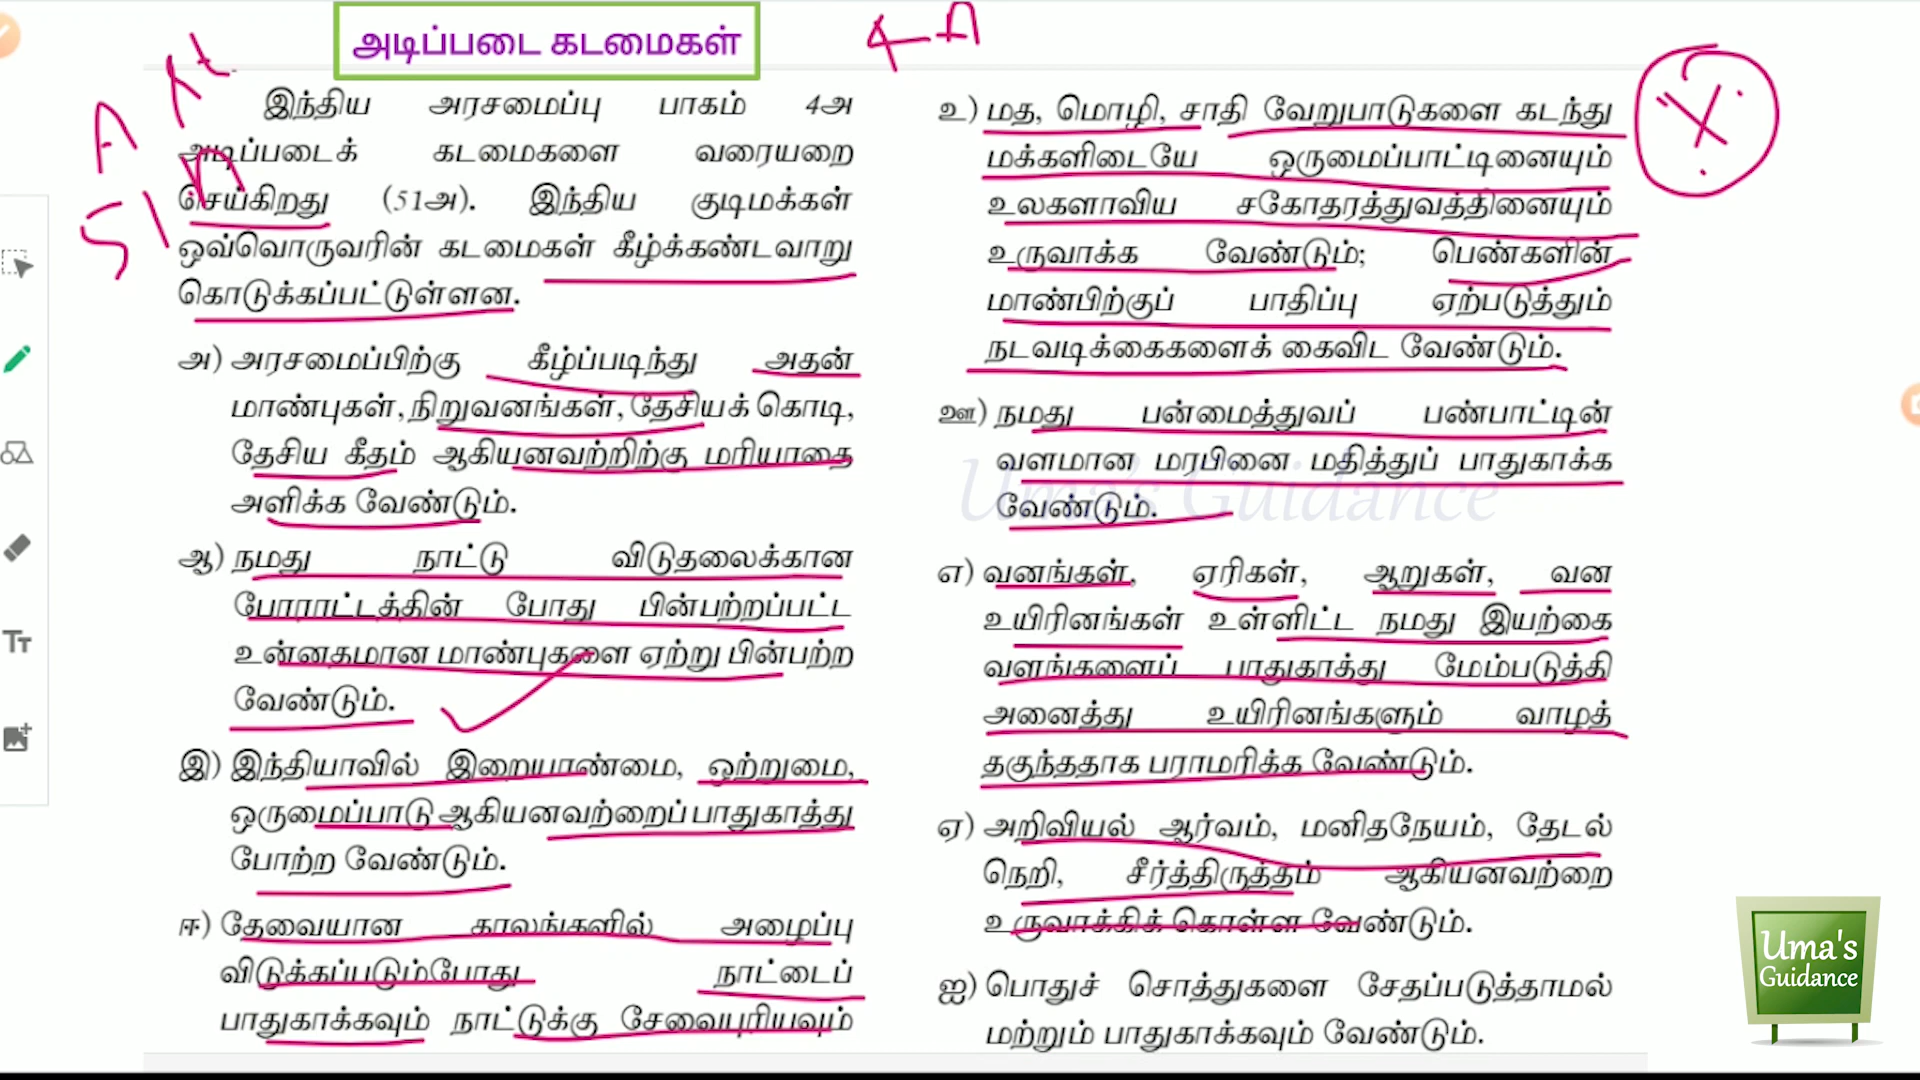 அடிப்படை கடமைகள்
4 A
Art
A
51 A
இந்திய அரசமைப்பு பாகம் 4அ
அடிப்படைக் கடமைகளை வரையறை
செய்கிறது (51அ). இந்திய குடிமக்கள்
ஒவ்வொருவரின் கடமைகள் கீழ்க்கண்டவாறு
கொடுக்கப்பட்டுள்ளன.
அ) அரசமைப்பிற்கு கீழ்ப்படிந்து அதன்
மாண்புகள், நிறுவனங்கள், தேசியக் கொடி,
தேசிய கீதம் ஆகியனவற்றிற்கு மரியாதை
அளிக்க வேண்டும்.
ஆ) நமது நாட்டு விடுதலைக்கான
போராட்டத்தின் போது பின்பற்றப்பட்ட
உன்னதமான மாண்புகளை ஏற்று பின்பற்ற
வேண்டும்.
இ) இந்தியாவில் இறையாண்மை, ஒற்றுமை,
ஒருமைப்பாடு ஆகியனவற்றைப் பாதுகாத்து
போற்ற வேண்டும்.
ஈ) தேவையான காலங்களில் அழைப்பு
விடுக்கப்படும்போது நாட்டைப்
பாதுகாக்கவும் நாட்டுக்கு சேவையுரியவும்
உ) மத, மொழி, சாதி வேறுபாடுகளை கடந்து
மக்களிடையே ஒருமைப்பாட்டினையும்
உலகளாவிய சகோதரத்துவத்தினையும்
உருவாக்க வேண்டும்; பெண்களின்
மாண்பிற்குப் பாதிப்பு ஏற்படுத்தும்
நடவடிக்கைகளைக் கைவிட வேண்டும்.
ஊ) நமது பன்மைத்துவப் பண்பாட்டின்
வளமான மரபினை மதித்துப் பாதுகாக்க
வேண்டும்.
எ) வனங்கள், ஏரிகள், ஆறுகள், வன
உயிரினங்கள் உள்ளிட்ட நமது இயற்கை
வளங்களைப் பாதுகாத்து மேம்படுத்தி
அனைத்து உயிரினங்களும் வாழத்
தகுந்ததாக பராமரிக்க வேண்டும்.
ஏ) அறிவியல் ஆர்வம், மனிதநேயம், தேடல்
நெறி, சீர்த்திருத்தம் ஆகியனவற்றை
உருவாக்கிக் கொள்ள வேண்டும்.
ஐ) பொதுச் சொத்துகளை சேதப்படுத்தாமல்
மற்றும் பாதுகாக்கவும் வேண்டும்.
Uma's Guidance
Uma's
Guidance